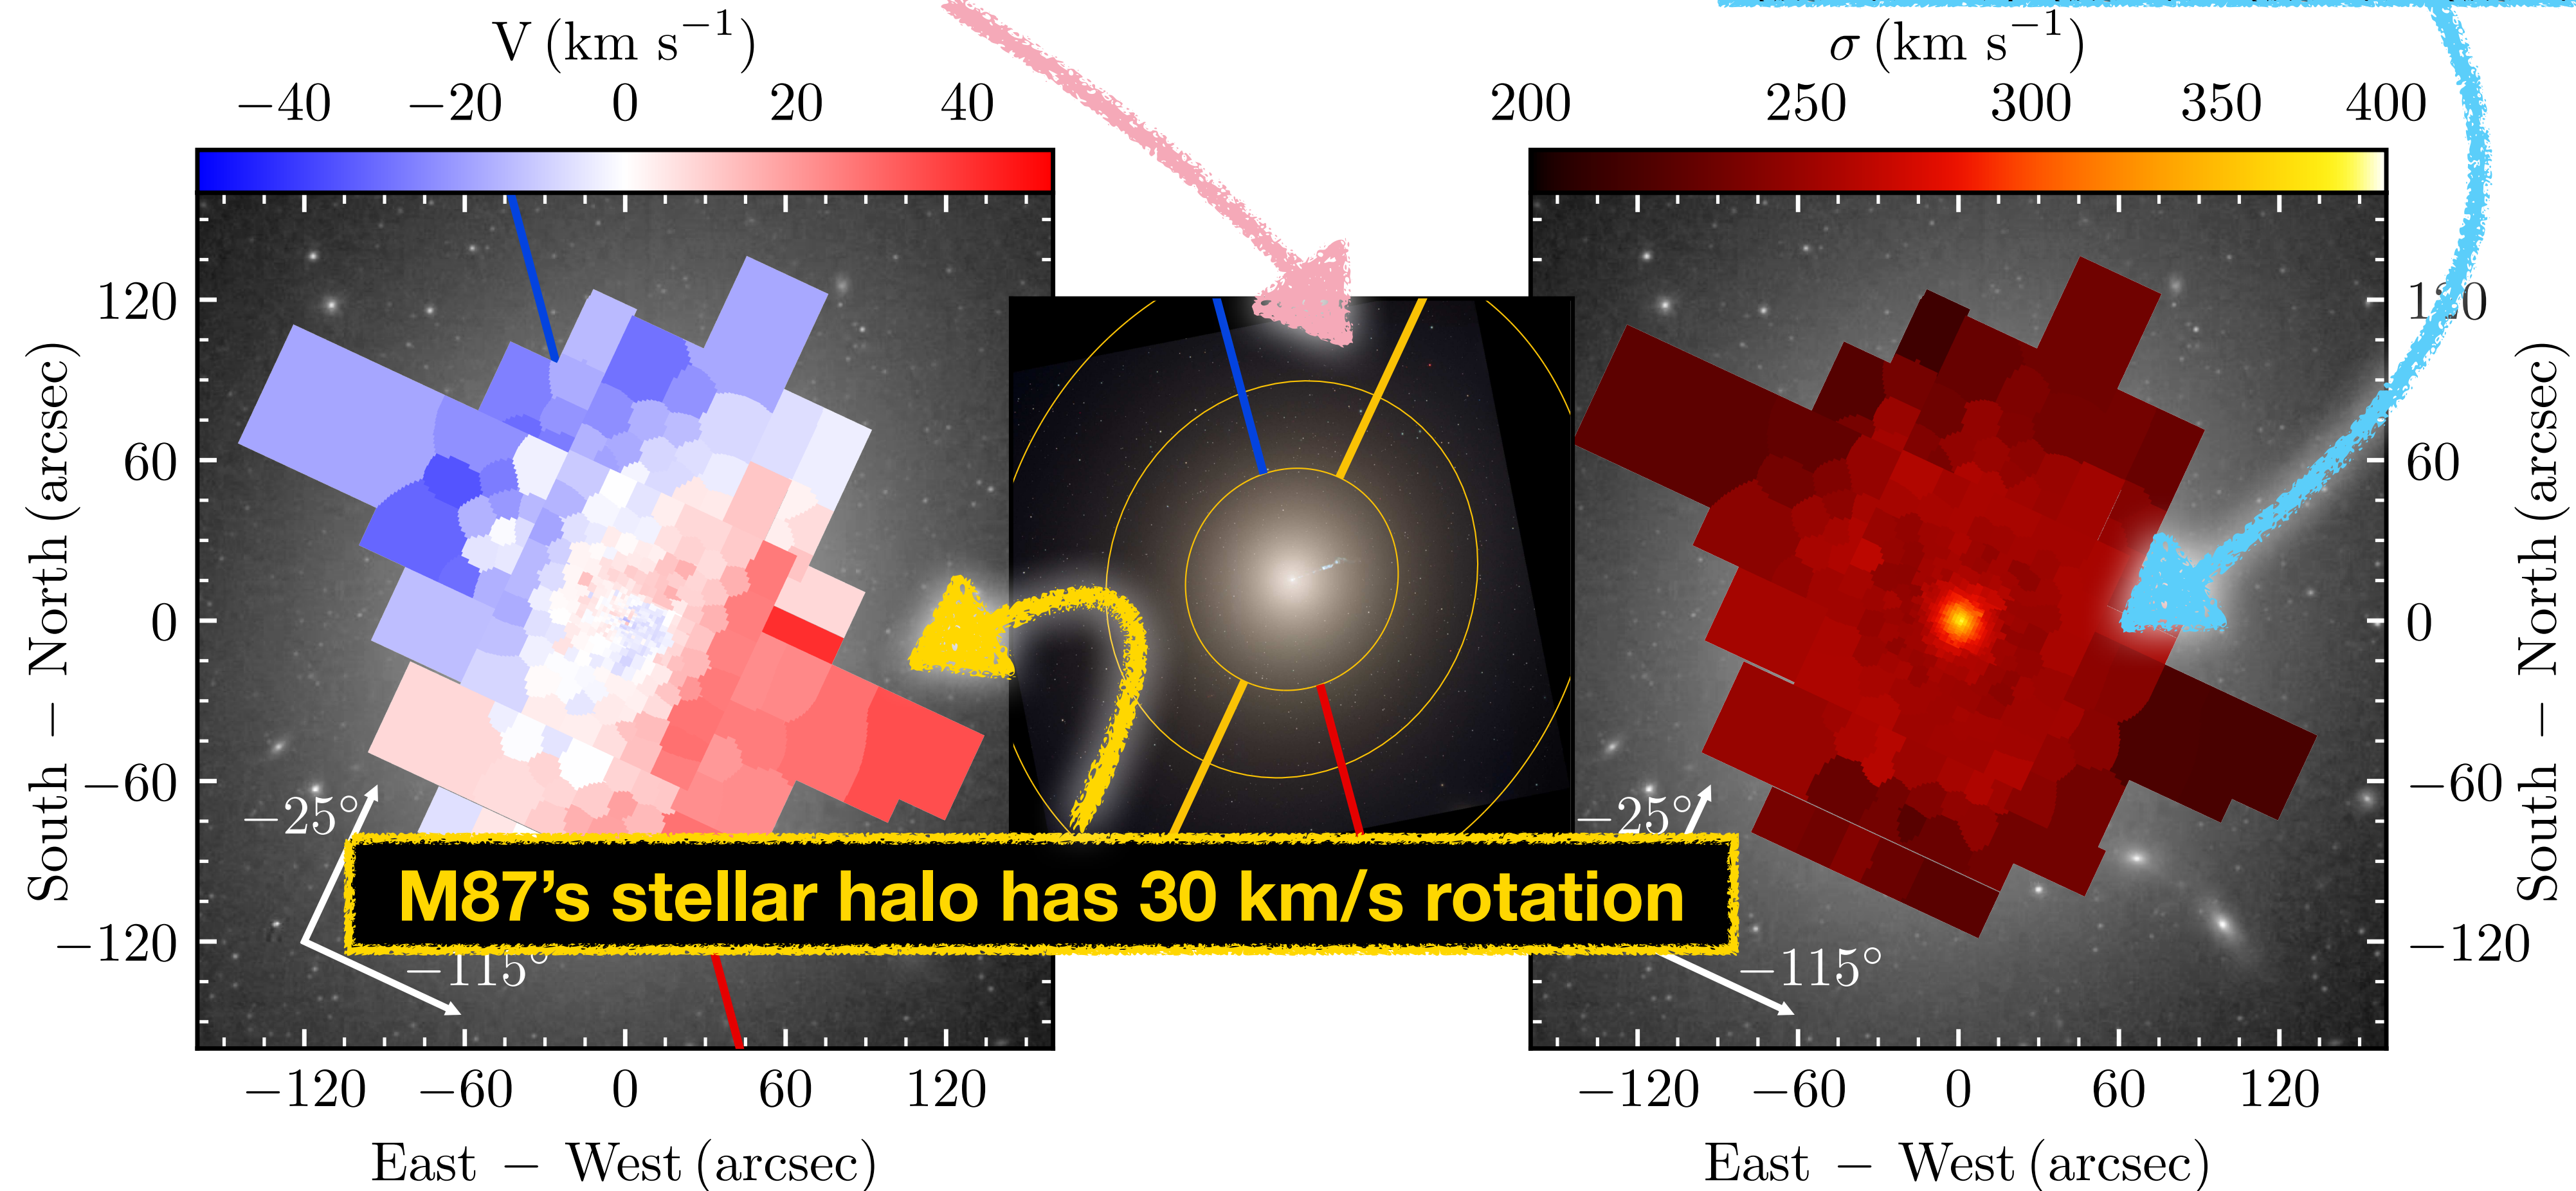 V (km s⁻¹)
−40 −20 0 20 40
σ (km s⁻¹)
200 250 300 350 400
South − North (arcsec)
120
60
0
−60
−120
−25°
−115°
−120 −60 0 60 120
East − West (arcsec)
M87’s stellar halo has 30 km/s rotation
−25°
−115°
120
60
0
−60
−120
South − North (arcsec)
−120 −60 0 60 120
East − West (arcsec)